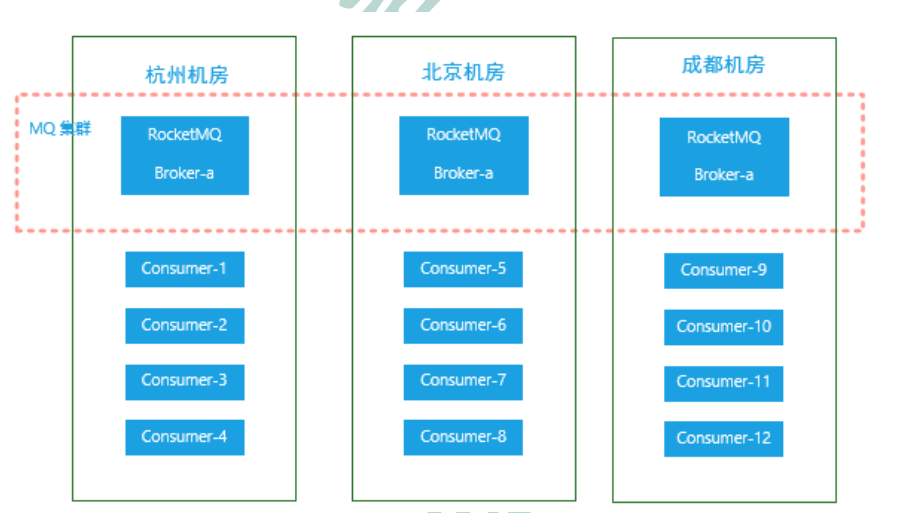 杭州机房
北京机房
成都机房
MQ 集群
RocketMQ
Broker-a
RocketMQ
Broker-a
RocketMQ
Broker-a
Consumer-1
Consumer-5
Consumer-9
Consumer-2
Consumer-6
Consumer-10
Consumer-3
Consumer-7
Consumer-11
Consumer-4
Consumer-8
Consumer-12